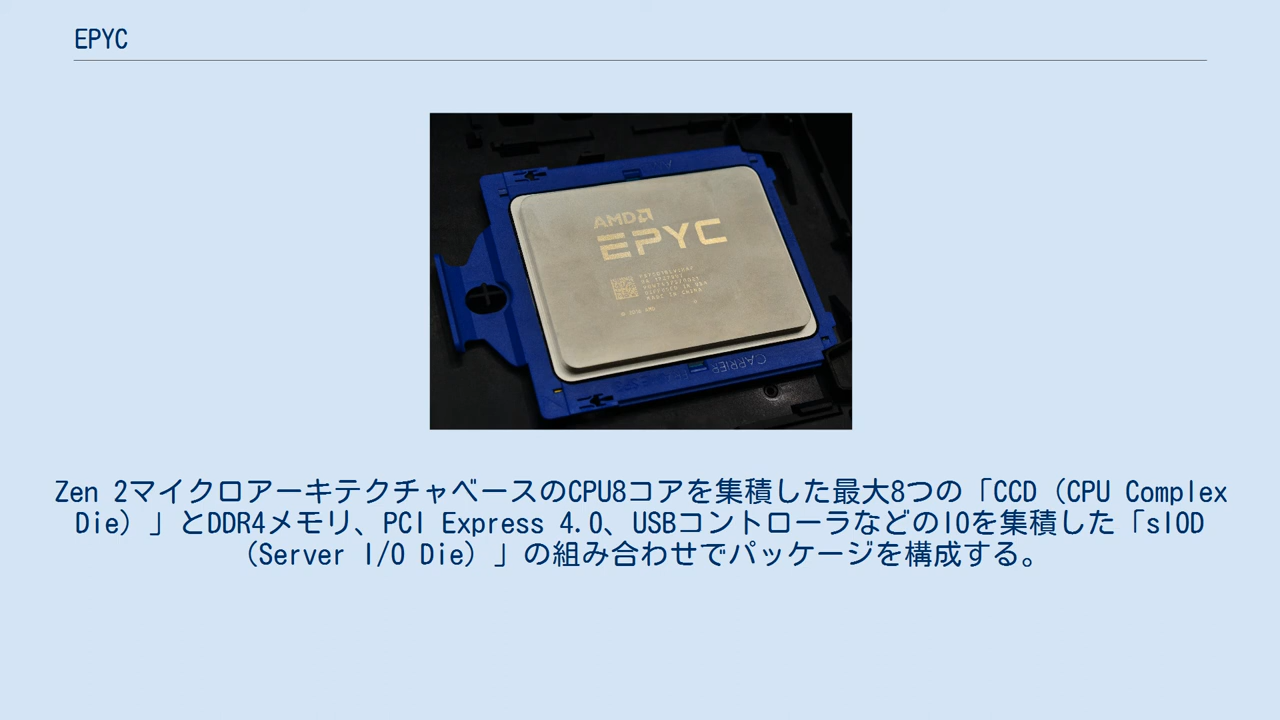 EPYC
AMD
EPYC
CARRIER
Zen 2マイクロアーキテクチャベースのCPU8コアを集積した最大8つの「CCD（CPU Complex
Die）」とDDR4メモリ、PCI Express 4.0、USBコントローラなどのIOを集積した「sIOD
（Server I/O Die）」の組み合わせでパッケージを構成する。